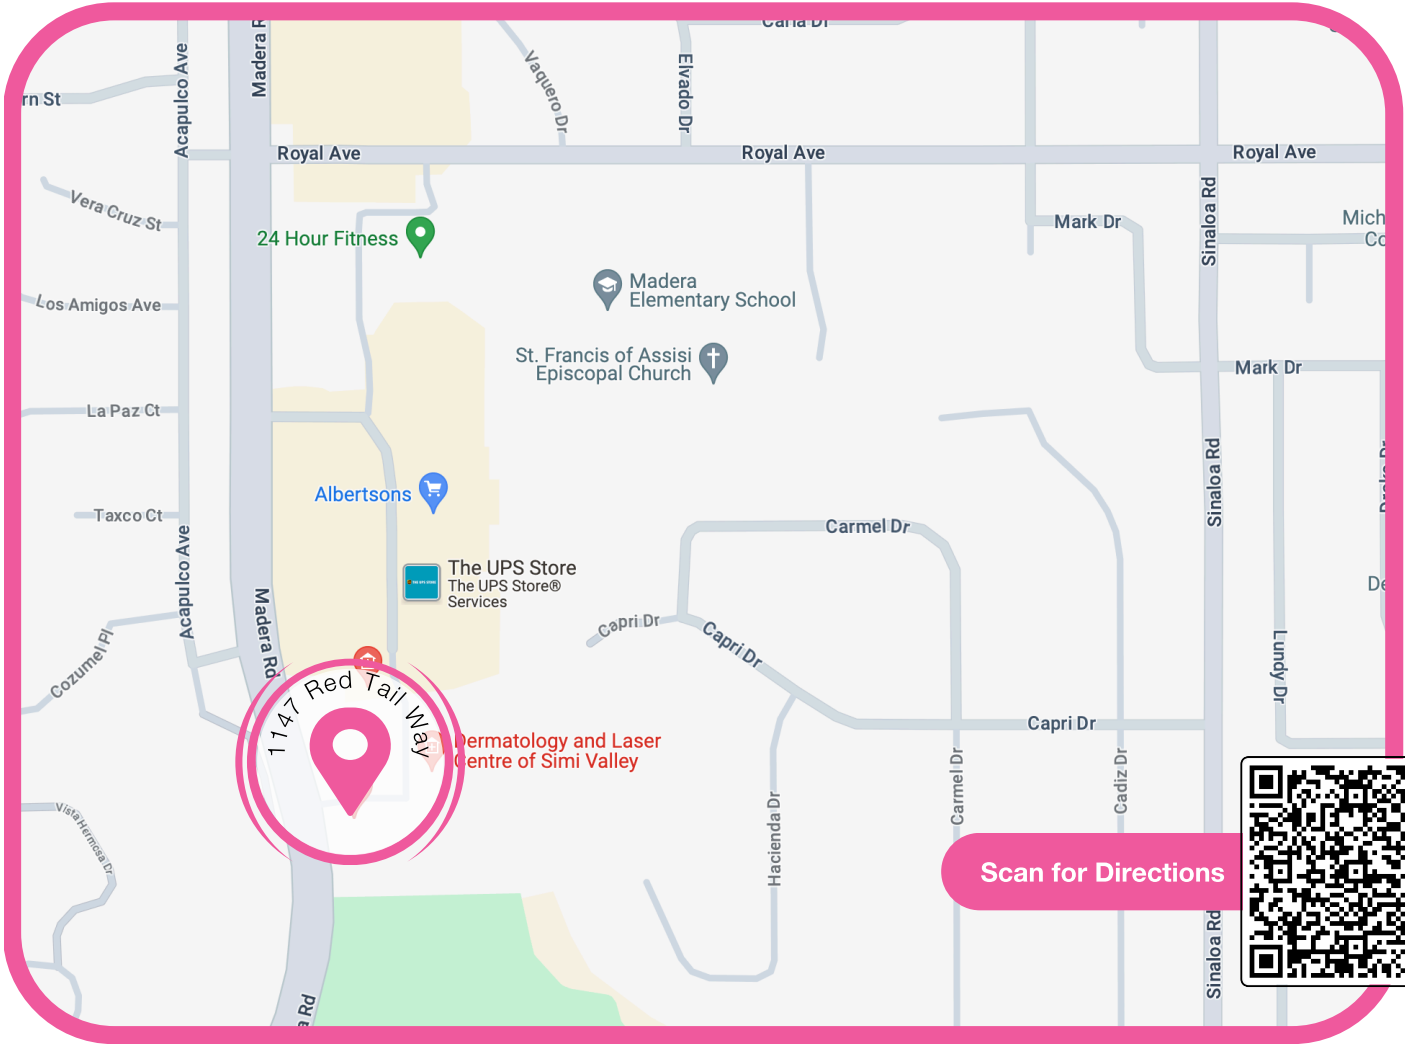 Carla Dr
Madera R
Acapulco Ave
rn St
Vaquero Dr
Elvado Dr
Royal Ave
Royal Ave
Royal Ave
Vera Cruz St
Sinaloa Rd
Mark Dr
Mich
Co
24 Hour Fitness
Madera
Elementary School
Los Amigos Ave
St. Francis of Assisi
Episcopal Church
Mark Dr
La Paz Ct
Albertsons
Sinaloa Rd
Taxco Ct
Carmel Dr
Acapulco Ave
The UPS Store
The UPS Store®
Services
De
Madera Rd
Capri Dr
Capri Dr
Cozumel Pl
Lundy Dr
1147 Red Tail Way
Capri Dr
Dermatology and Laser
Centre of Simi Valley
Carmel Dr
Cadiz Dr
Hacienda Dr
Vista Hermosa Dr
Scan for Directions
Sinaloa Rd
a Rd